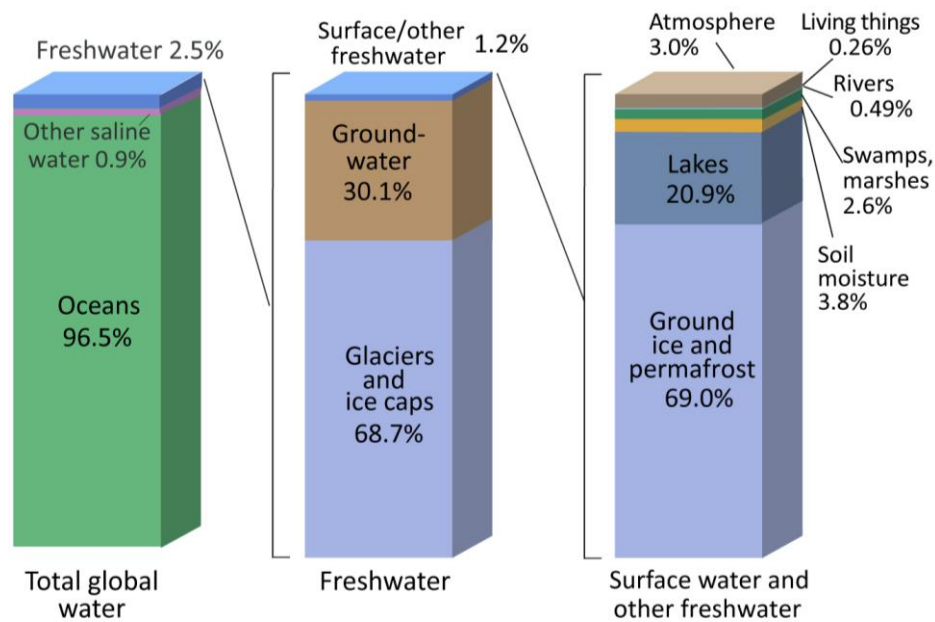 Freshwater 2.5%
Other saline
water 0.9%
Oceans
96.5%
Total global
water
Surface/other
freshwater
1.2%
Ground-
water
30.1%
Glaciers
and
ice caps
68.7%
Freshwater
Atmosphere
3.0%
Living things
0.26%
Rivers
0.49%
Swamps,
marshes
2.6%
Soil
moisture
3.8%
Lakes
20.9%
Ground
ice and
permafrost
69.0%
Surface water and
other freshwater